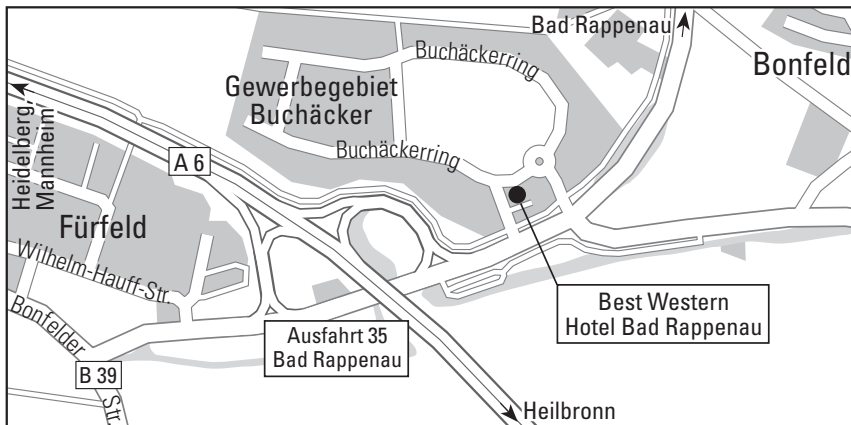 Bad Rappenau
Bonfeld
Buchäckerring
Gewerbegebiet
Buchäcker
Heidelberg
Mannheim
A 6
Buchäckerring
Fürfeld
Wilhelm-Hauff-Str.
Bonfelder
Str.
B 39
Ausfahrt 35
Bad Rappenau
Best Western
Hotel Bad Rappenau
Heilbronn